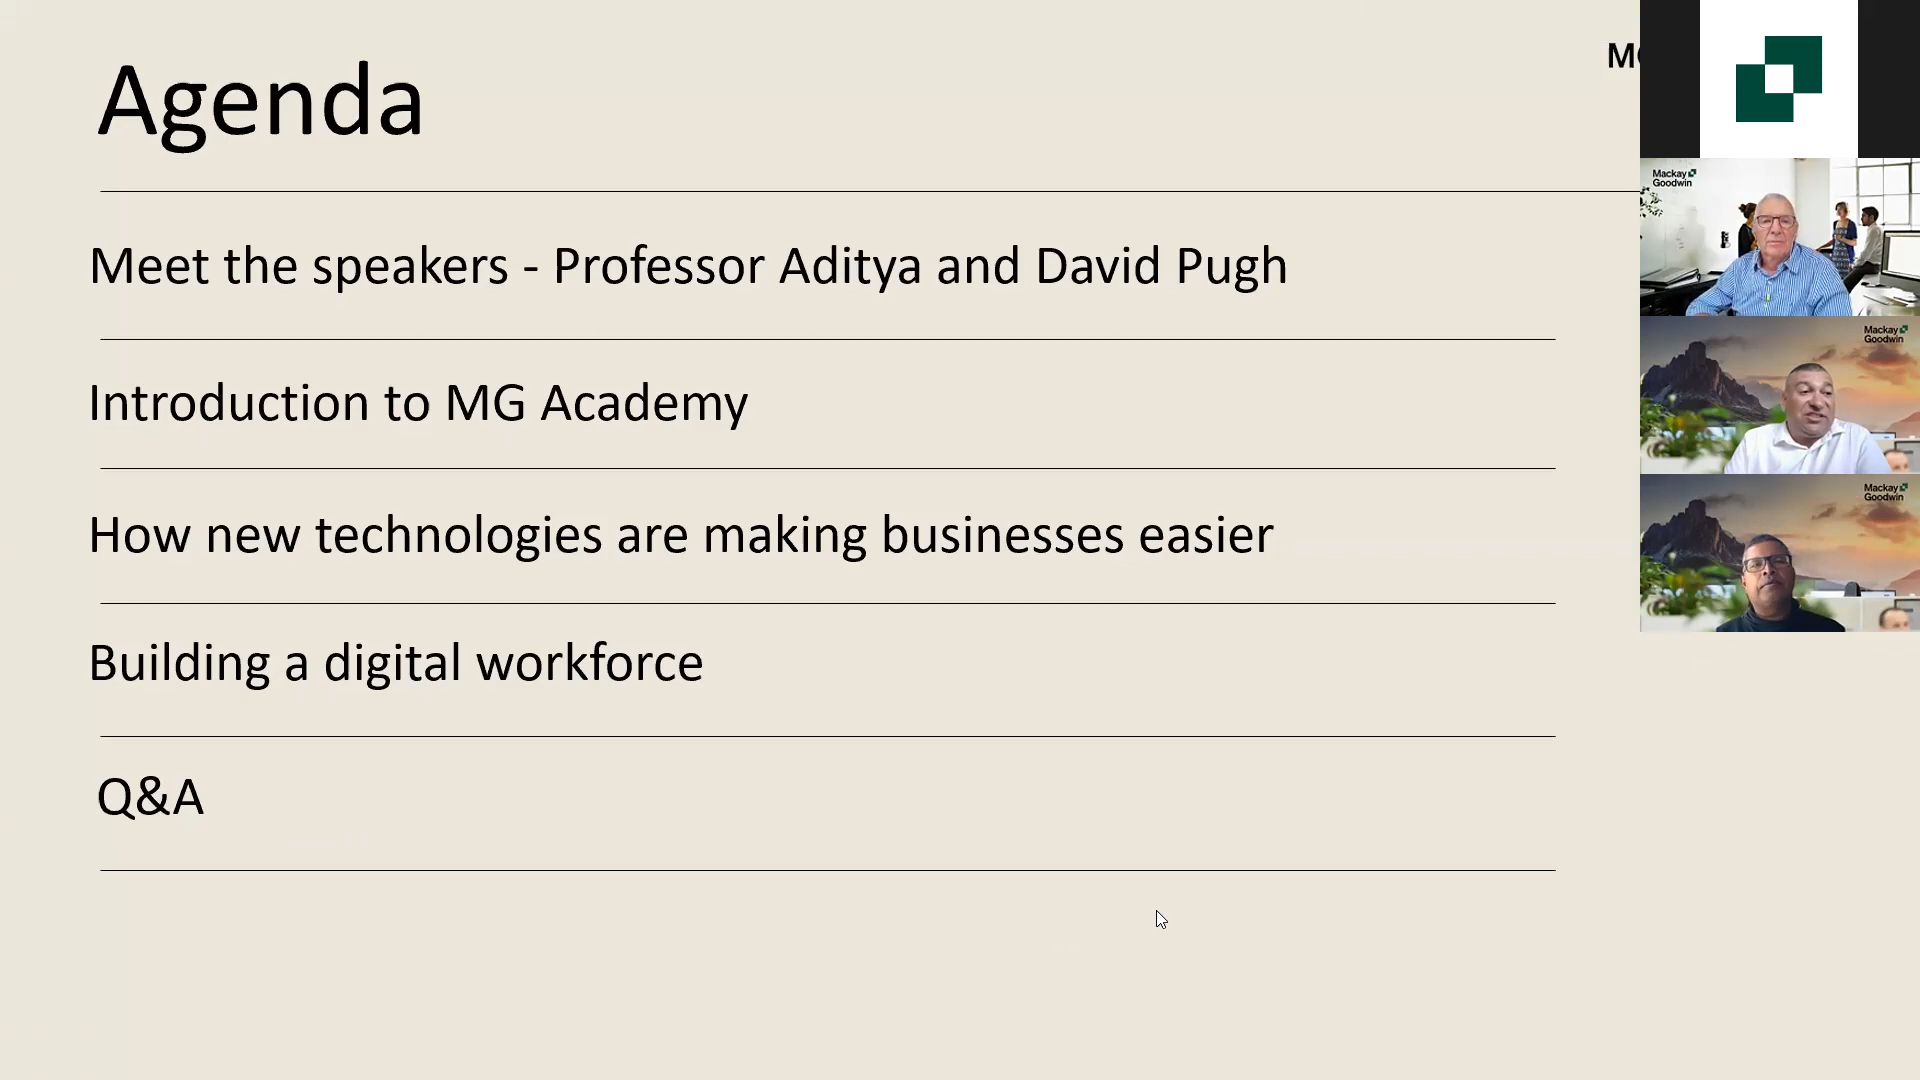 Agenda
Meet the speakers - Professor Aditya and David Pugh
Introduction to MG Academy
How new technologies are making businesses easier
Building a digital workforce
Q&A
Mackay
Goodwin
Mackay
Goodwin
Mackay
Goodwin